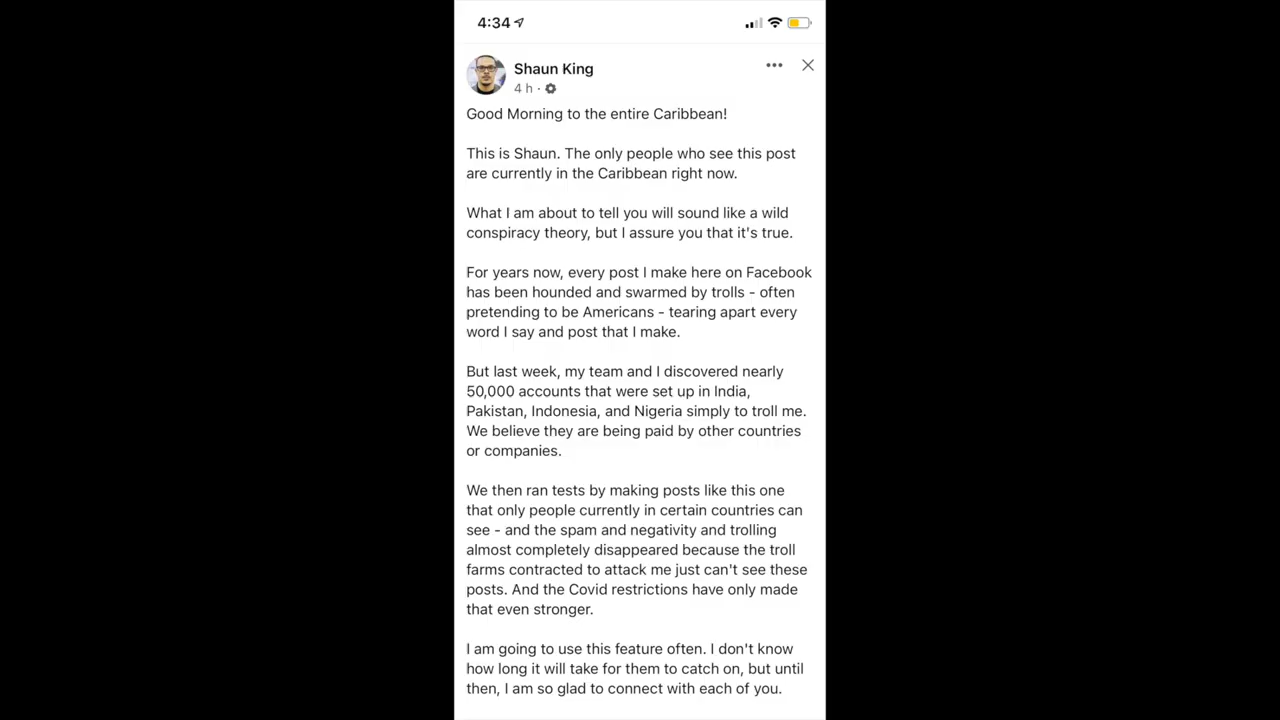 4:34
Shaun King
4 h ·
Good Morning to the entire Caribbean!
This is Shaun. The only people who see this post
are currently in the Caribbean right now.
What I am about to tell you will sound like a wild
conspiracy theory, but I assure you that it's true.
For years now, every post I make here on Facebook
has been hounded and swarmed by trolls - often
pretending to be Americans - tearing apart every
word I say and post that I make.
But last week, my team and I discovered nearly
50,000 accounts that were set up in India,
Pakistan, Indonesia, and Nigeria simply to troll me.
We believe they are being paid by other countries
or companies.
We then ran tests by making posts like this one
that only people currently in certain countries can
see - and the spam and negativity and trolling
almost completely disappeared because the troll
farms contracted to attack me just can't see these
posts. And the Covid restrictions have only made
that even stronger.
I am going to use this feature often. I don't know
how long it will take for them to catch on, but until
then, I am so glad to connect with each of you.